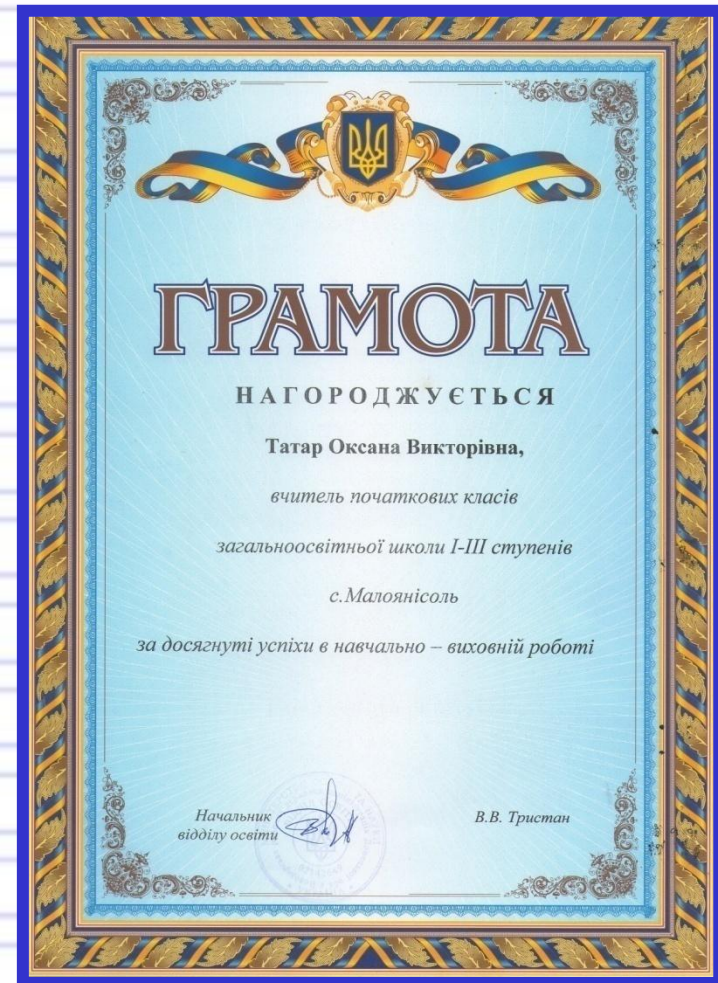 ГРАМОТА
НАГОРОДЖУЄТЬСЯ
Татар Оксана Викторівна,
вчитель початкових класів
загальноосвітньої школи І-ІІІ ступенів
с.Малоянісоль
за досягнуті успіхи в навчально – виховній роботі
Начальник
відділу освіти
В.В. Тристан